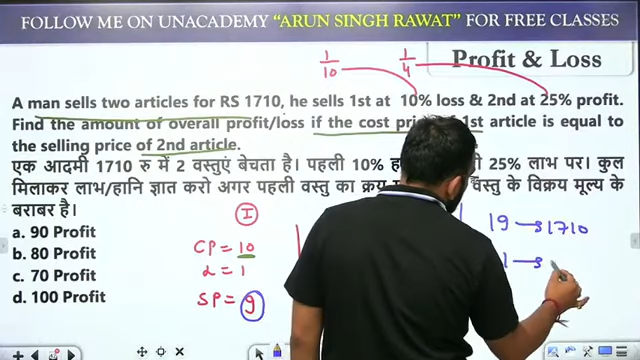 FOLLOW ME ON UNACADEMY “ARUN SINGH RAWAT” FOR FREE CLASSES
1/10 1/4
Profit & Loss
A man sells two articles for RS 1710, he sells 1st at 10% loss & 2nd at 25% profit.
Find the amount of overall profit/loss if the cost 1st article is equal to
the selling price of 2nd article.
एक आदमी 1710 रु में 2 वस्तुएं बेचता है। पहली 10% 25% लाभ पर। कुल
मिलाकर लाभ/हानि ज्ञात करो अगर पहली वस्तु का वस्तु के विक्रय मूल्य के
बराबर है।
a. 90 Profit
b. 80 Profit
c. 70 Profit
d. 100 Profit
I
CP = 10
L = 1
SP = 9
19 → 1710
1 →